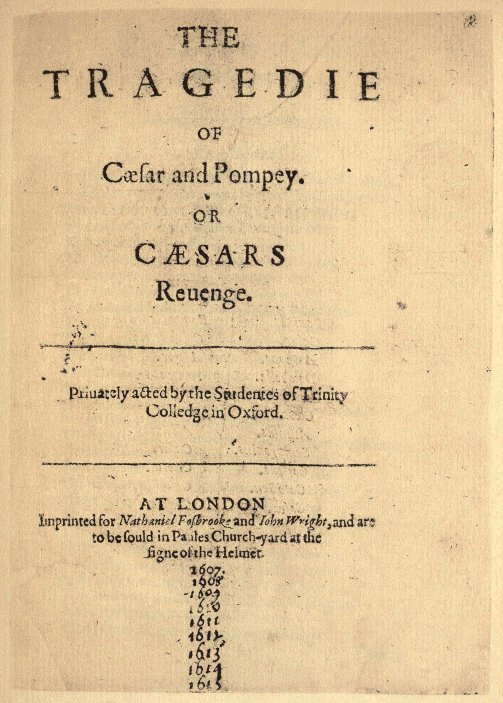 THE
TRAGEDIE
OF
Cæſar and Pompey.
OR
CÆSARS
Reuenge.
Priuately acted by the Studentes of Trinity
Colledge in Oxford.
AT LONDON
Imprinted for Nathaniel Foſbrooke and Iohn Wright, and are
to be ſould in Paules Church-yard at the
ſigne of the Helmet.
1607.
1608
1609
1610
1611
1612
1613
1614
1615